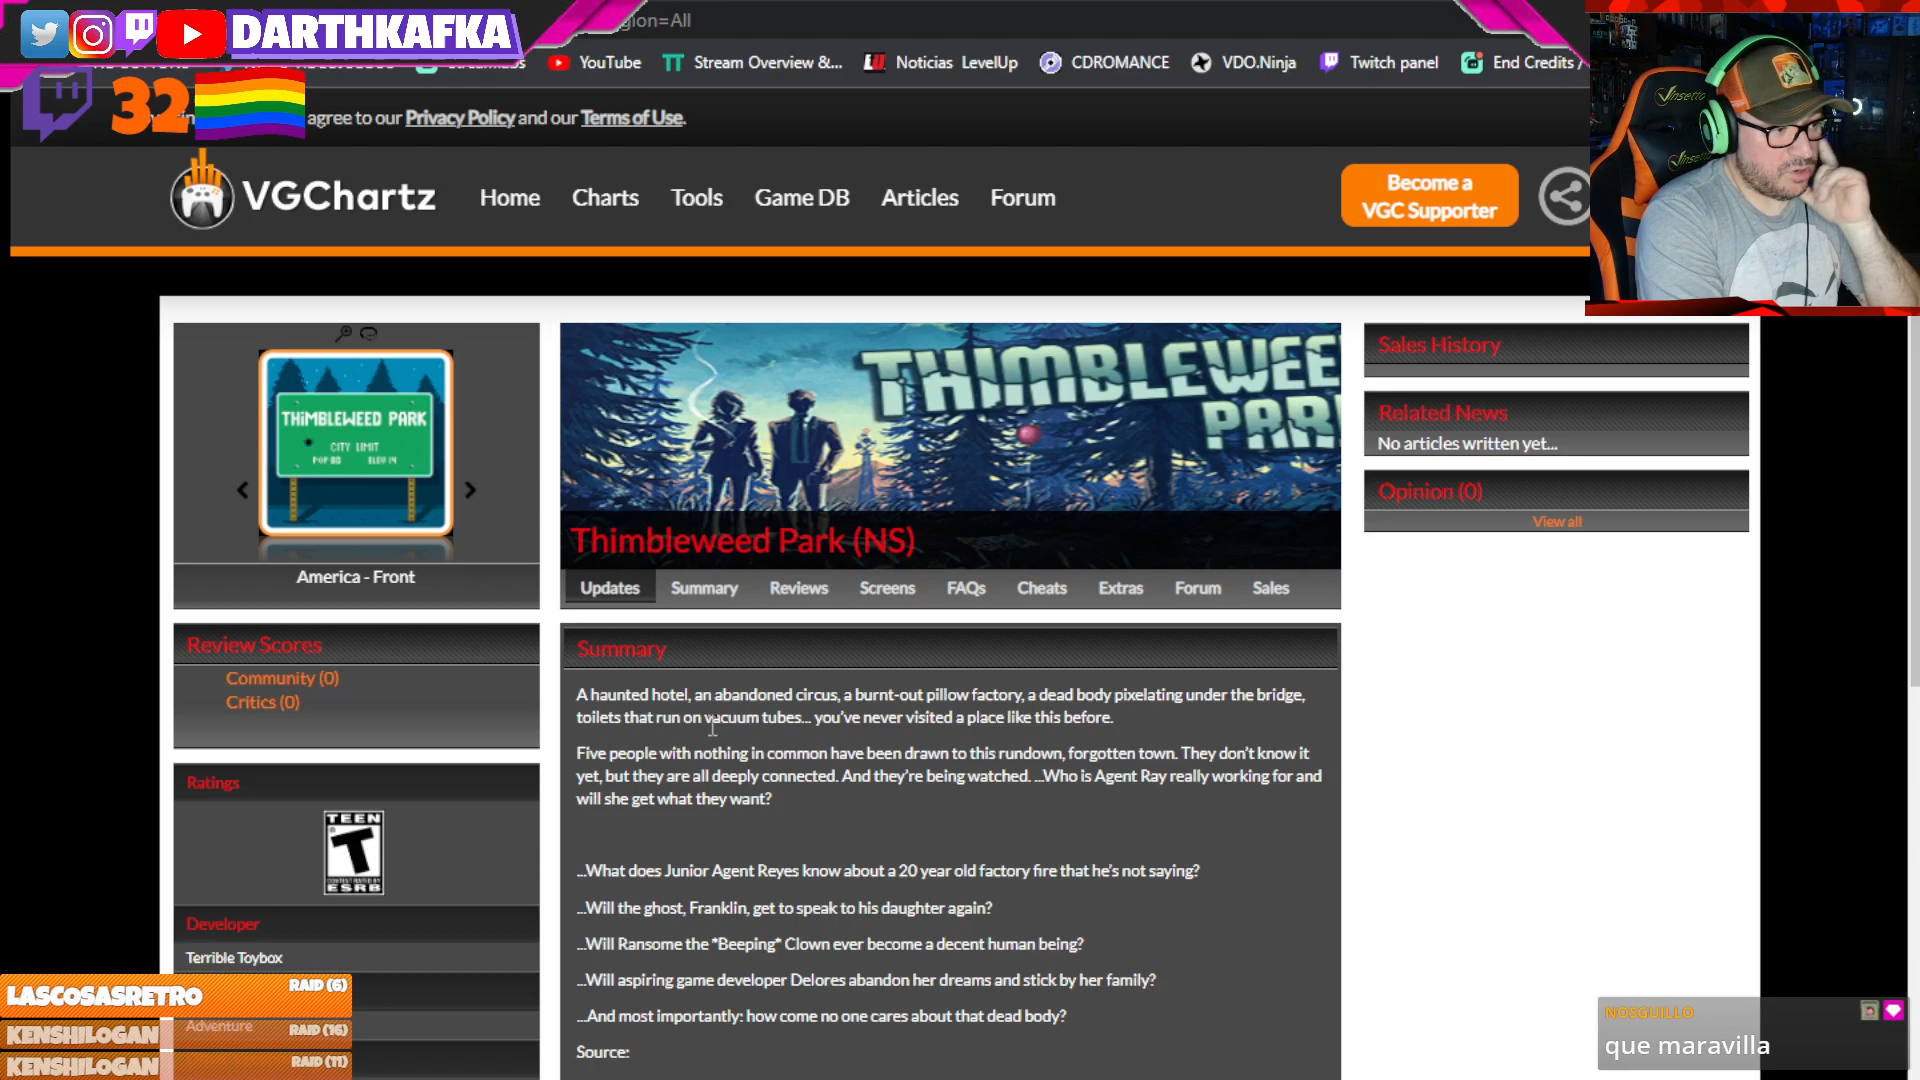 DARTHKAFKA
gion=All
YouTube
Stream Overview &...
Noticias LevelUp
CDROMANCE
VDO.Ninja
Twitch panel
End Credits /
32
agree to our Privacy Policy and our Terms of Use.
VGChartz
Home
Charts
Tools
Game DB
Articles
Forum
Become a
VGC Supporter
Vinsetto
Vinsetto
THiMBLEWEED PARK
CITY LIMIT
POP 80 ELEV 14
America - Front
THIMBLEWEE
PAR
Thimbleweed Park (NS)
Updates
Summary
Reviews
Screens
FAQs
Cheats
Extras
Forum
Sales
Sales History
Related News
No articles written yet...
Opinion (0)
View all
Review Scores
Community (0)
Critics (0)
Ratings
TEEN
T
ESRB
Developer
Terrible Toybox
Adventure
Summary
A haunted hotel, an abandoned circus, a burnt-out pillow factory, a dead body pixelating under the bridge,
toilets that run on vacuum tubes... you've never visited a place like this before.
Five people with nothing in common have been drawn to this rundown, forgotten town. They don't know it
yet, but they are all deeply connected. And they're being watched. ...Who is Agent Ray really working for and
will she get what they want?
...What does Junior Agent Reyes know about a 20 year old factory fire that he's not saying?
...Will the ghost, Franklin, get to speak to his daughter again?
...Will Ransome the *Beeping* Clown ever become a decent human being?
...Will aspiring game developer Delores abandon her dreams and stick by her family?
...And most importantly: how come no one cares about that dead body?
Source:
LASCOSASRETRO RAID (6)
KENSHILOGAN RAID (16)
KENSHILOGAN RAID (11)
NOSGUILLO
que maravilla